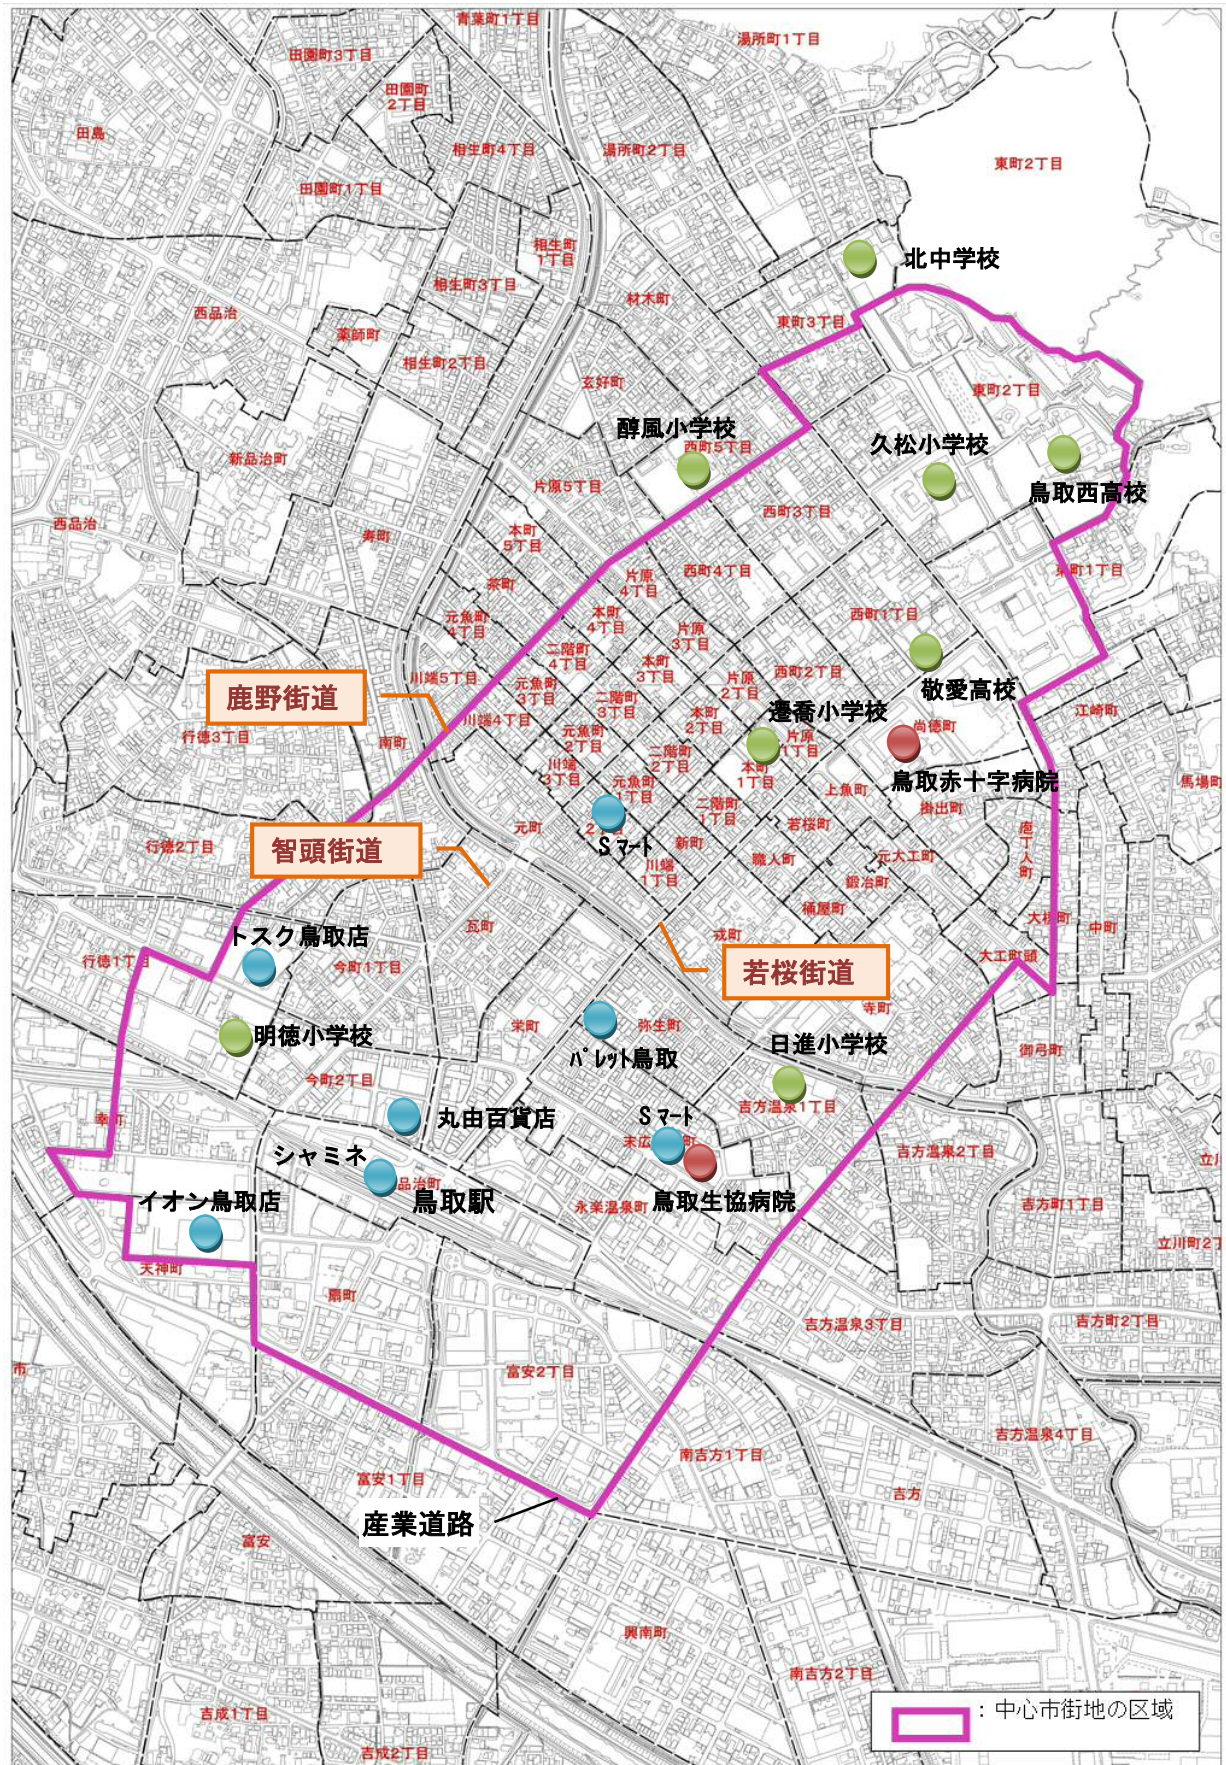 青葉町1丁目
湯所町1丁目
田園町3丁目
田園町
2丁目
田島
相生町4丁目
湯所町2丁目
東町2丁目
田園町1丁目
相生町
1丁目
北中学校
相生町3丁目
材木町
西品治
東町3丁目
薬師町
相生町2丁目
玄好町
東町2丁目
醇風小学校
西町5丁目
久松小学校
新品治町
鳥取西高校
片原5丁目
西町3丁目
西品治
寿町
本町
5丁目
西町4丁目
東町1丁目
茶町
片原
4丁目
元魚町
4丁目
本町
4丁目
西町1丁目
片原
3丁目
二階町
4丁目
本町
3丁目
西町2丁目
川端5丁目
元魚町
3丁目
片原
2丁目
敬愛高校
鹿野街道
二階町
3丁目
遷喬小学校
江崎町
川端4丁目
本町
2丁目
尚徳町
行徳3丁目
南町
元魚町
2丁目
片原
1丁目
二階町
2丁目
川端
3丁目
本町
1丁目
鳥取赤十字病院
馬場町
元魚町
1丁目
上魚町
二階町
1丁目
掛出町
元町
若桜町
庖丁人町
Sマート
新町
行徳2丁目
智頭街道
職人町
元大工町
川端
1丁目
鍛冶町
桶屋町
大榎町
瓦町
戎町
中町
トスク鳥取店
行徳1丁目
今町1丁目
大工町頭
若桜街道
寺町
栄町
弥生町
明徳小学校
日進小学校
御弓町
パレット鳥取
今町2丁目
吉方温泉1丁目
幸町
丸由百貨店
Sマート
末広
町
吉方温泉2丁目
シャミネ
品治町
鳥取駅
イオン鳥取店
永楽温泉町
鳥取生協病院
吉方町1丁目
立川町2丁
天神町
扇町
吉方温泉3丁目
吉方町2丁目
富安2丁目
市
吉方温泉4丁目
南吉方1丁目
富安1丁目
吉方
産業道路
富安
興南町
南吉方2丁目
吉成1丁目
：中心市街地の区域
吉成2丁目